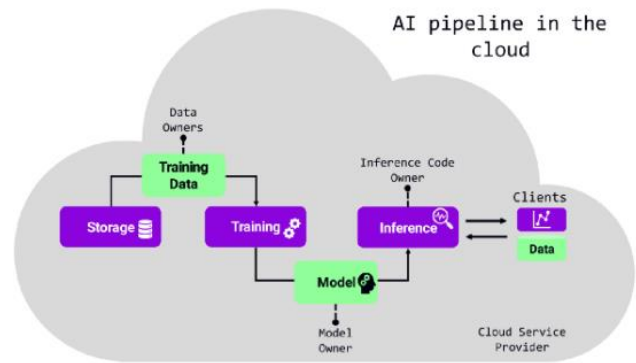 AI pipeline in the
cloud
Data
Owners
Training
Data
Inference Code
Owner
Clients
Storage
Training
Inference
Data
Model
Model
Owner
Cloud Service
Provider